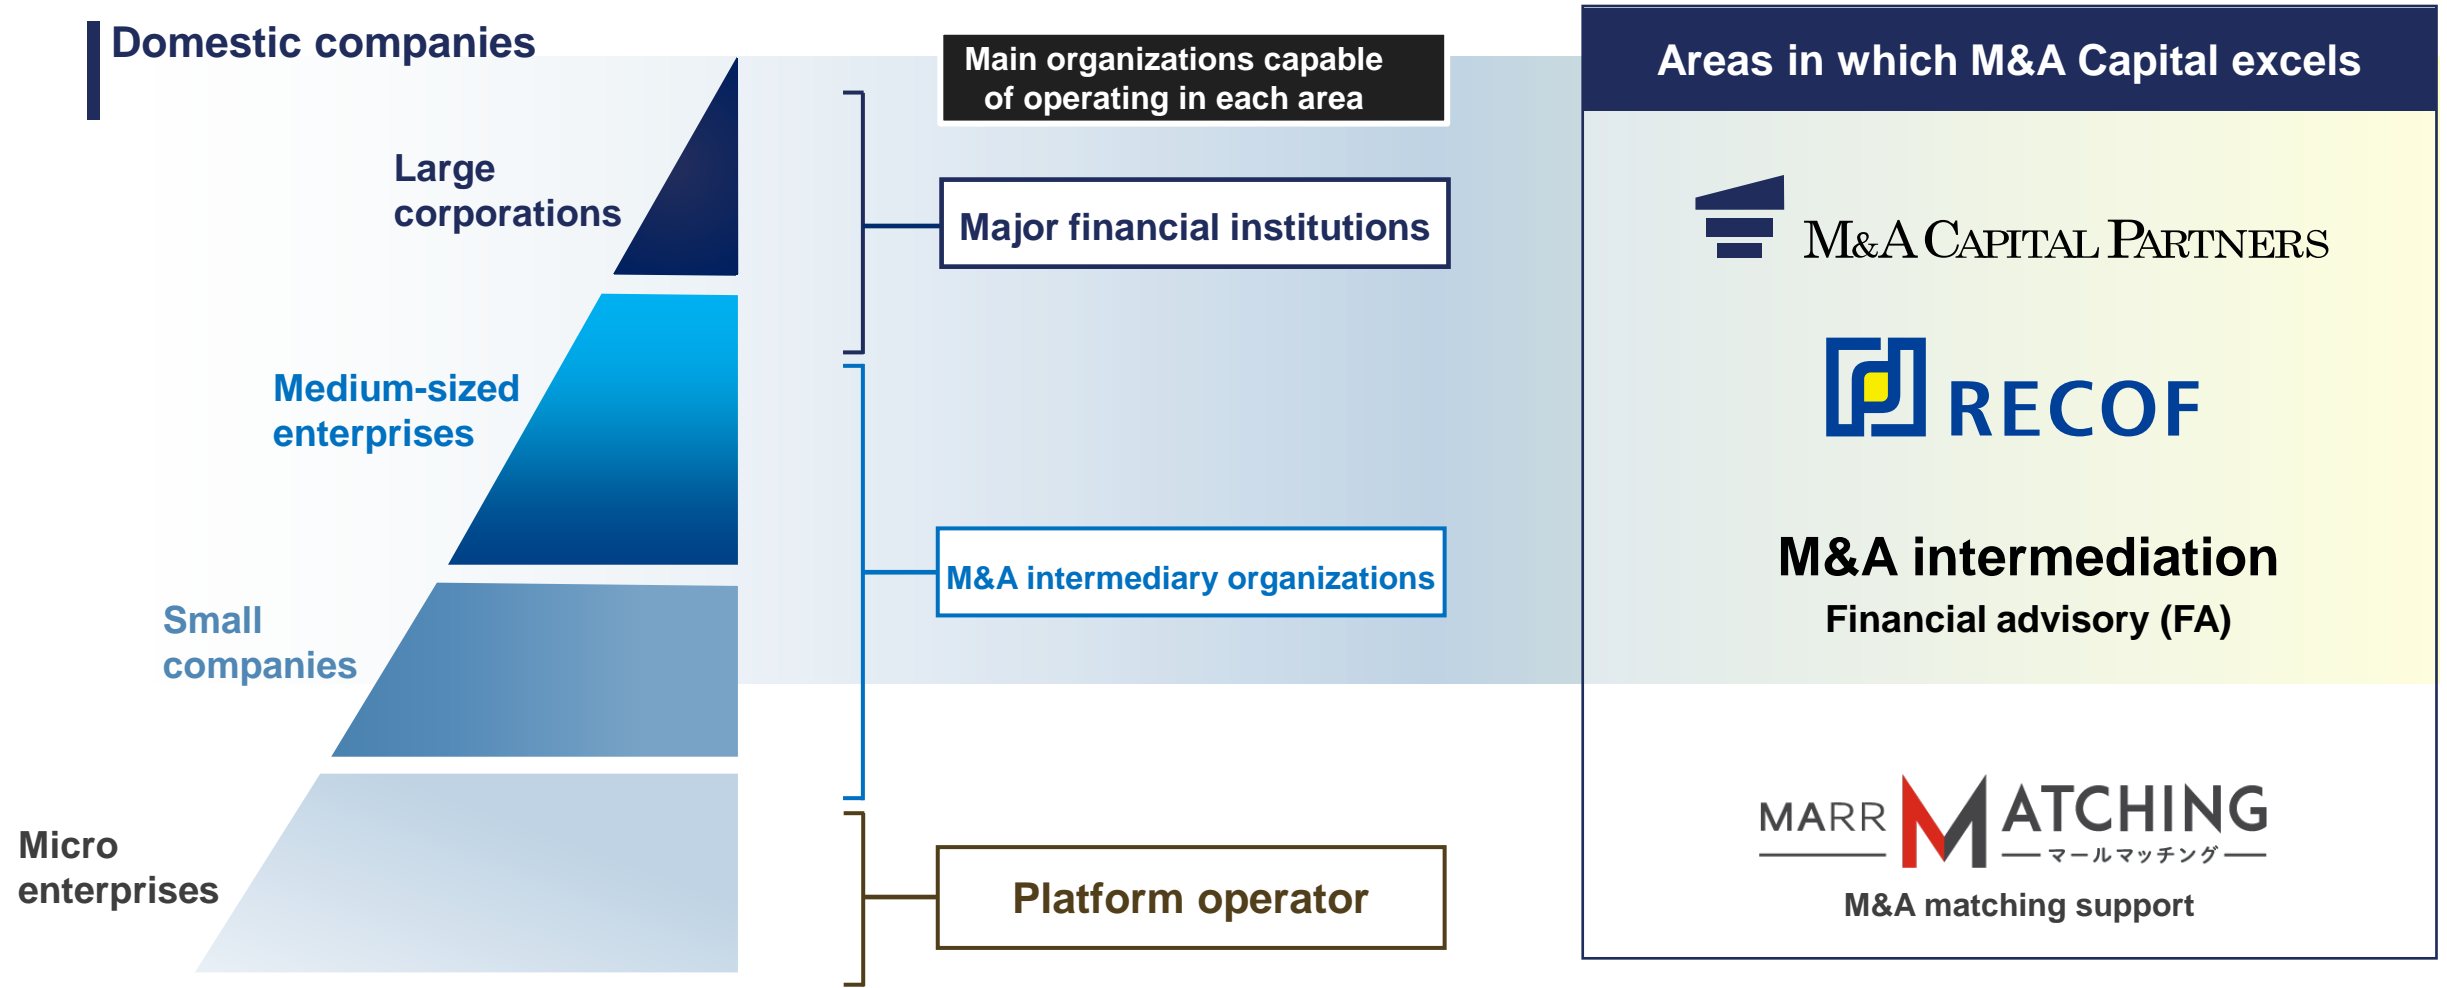 Domestic companies
Large
corporations
Medium-sized
enterprises
Small
companies
Micro
enterprises
Main organizations capable
of operating in each area
Major financial institutions
M&A intermediary organizations
Platform operator
Areas in which M&A Capital excels
M&A CAPITAL PARTNERS
RECOF
M&A intermediation
Financial advisory (FA)
MARR MATCHING
マールマッチング
M&A matching support